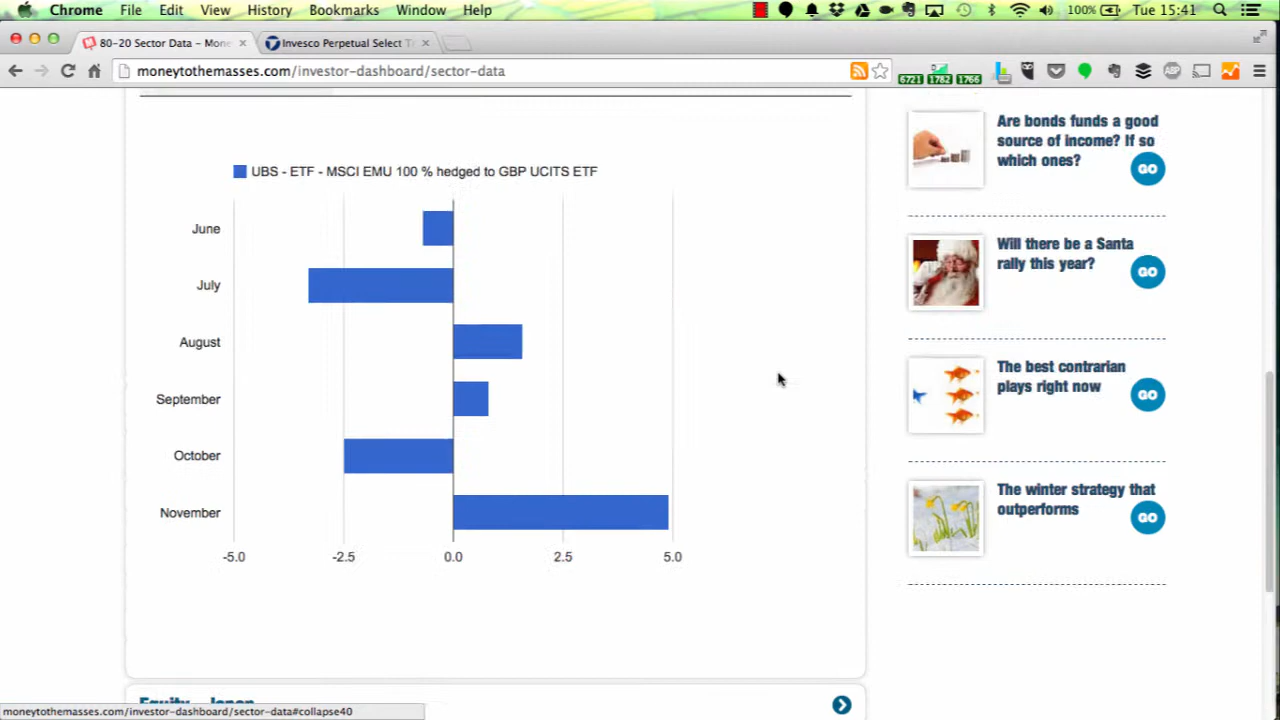 Chrome File Edit View History Bookmarks Window Help 100% Tue 15:41
80-20 Sector Data – Mone
Invesco Perpetual Select T
moneytothemasses.com/investor-dashboard/sector-data
6721 1782 1766
ABP
UBS - ETF - MSCI EMU 100 % hedged to GBP UCITS ETF
June
July
August
September
October
November
-5.0 -2.5 0.0 2.5 5.0
Are bonds funds a good
source of income? If so
which ones?
GO
Will there be a Santa
rally this year?
GO
The best contrarian
plays right now
GO
The winter strategy that
outperforms
GO
Equity - Japan
moneytothemasses.com/investor-dashboard/sector-data#collapse40